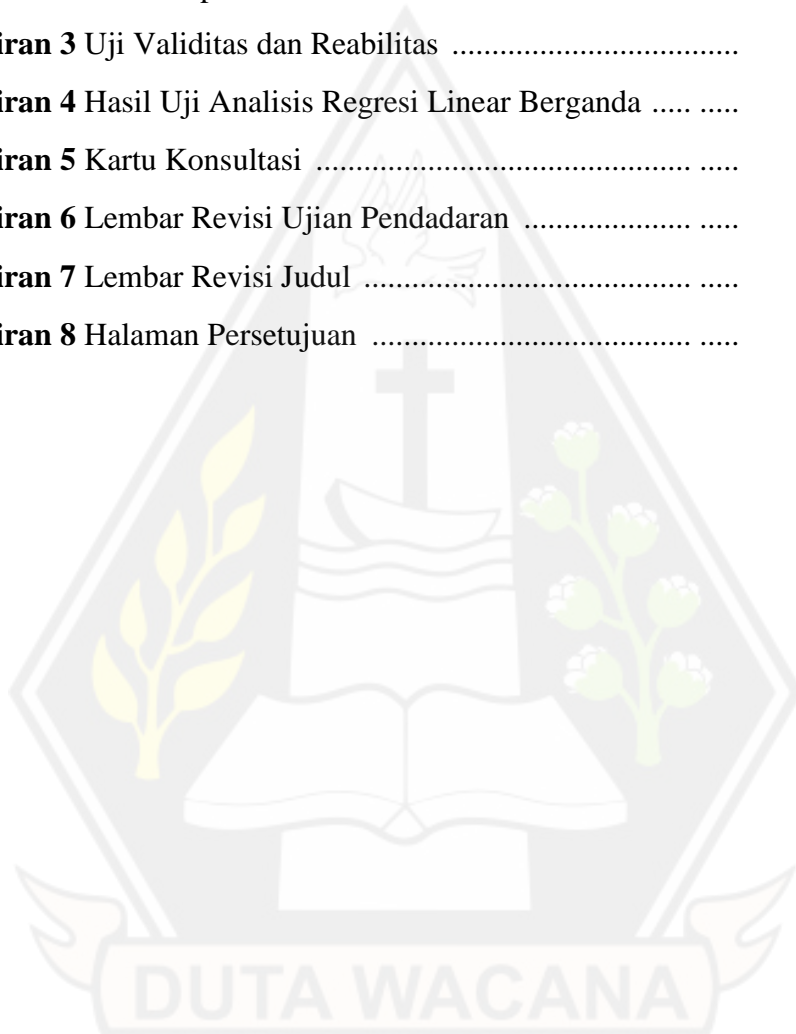 iran 3 Uji Validitas dan Reabilitas ....................................
iran 4 Hasil Uji Analisis Regresi Linear Berganda ..... .....
iran 5 Kartu Konsultasi ............................................... .....
iran 6 Lembar Revisi Ujian Pendadaran ..................... .....
iran 7 Lembar Revisi Judul ......................................... .....
iran 8 Halaman Persetujuan ........................................ .....
DUTA WACANA